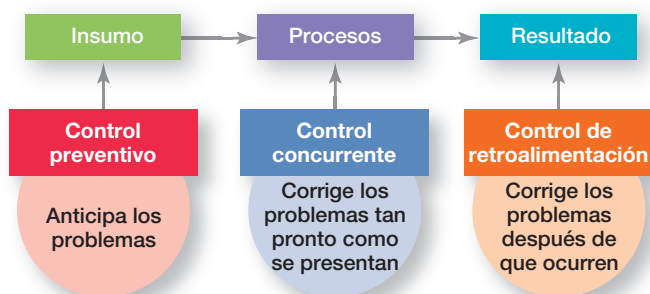 Insumo
Procesos
Resultado
Control
preventivo
Anticipa los
problemas
Control
concurrente
Corrige los
problemas tan
pronto como
se presentan
Control de
retroalimentación
Corrige los
problemas
después de
que ocurren